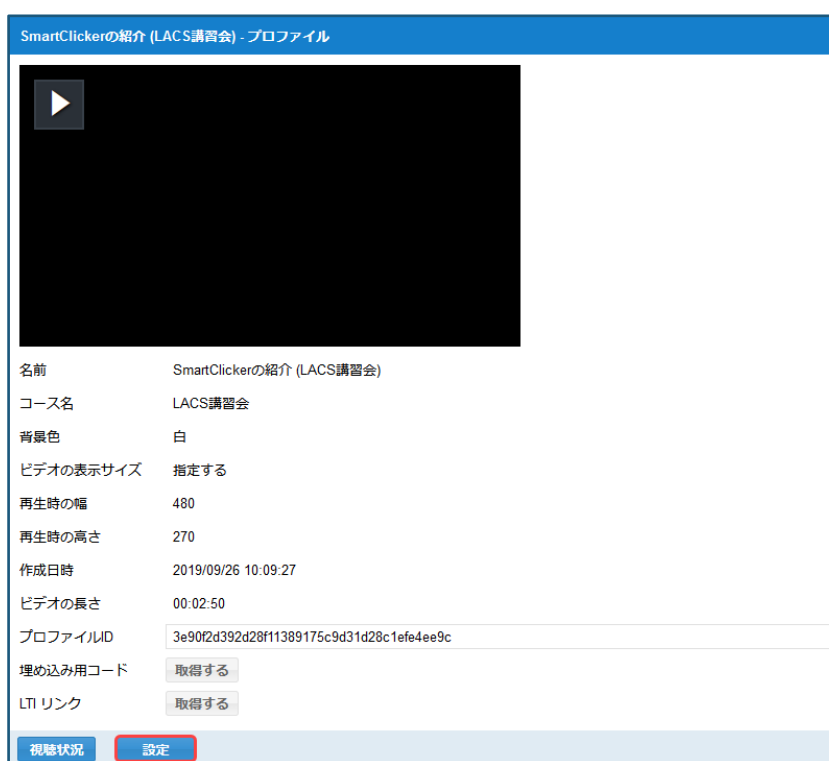 SmartClickerの紹介 (LACS講習会) - プロファイル
名前 SmartClickerの紹介 (LACS講習会)
コース名 LACS講習会
背景色 白
ビデオの表示サイズ 指定する
再生時の幅 480
再生時の高さ 270
作成日時 2019/09/26 10:09:27
ビデオの長さ 00:02:50
プロファイルID 3e90f2d392d28f11389175c9d31d28c1efe4ee9c
埋め込み用コード 取得する
LTI リンク 取得する
視聴状況 設定